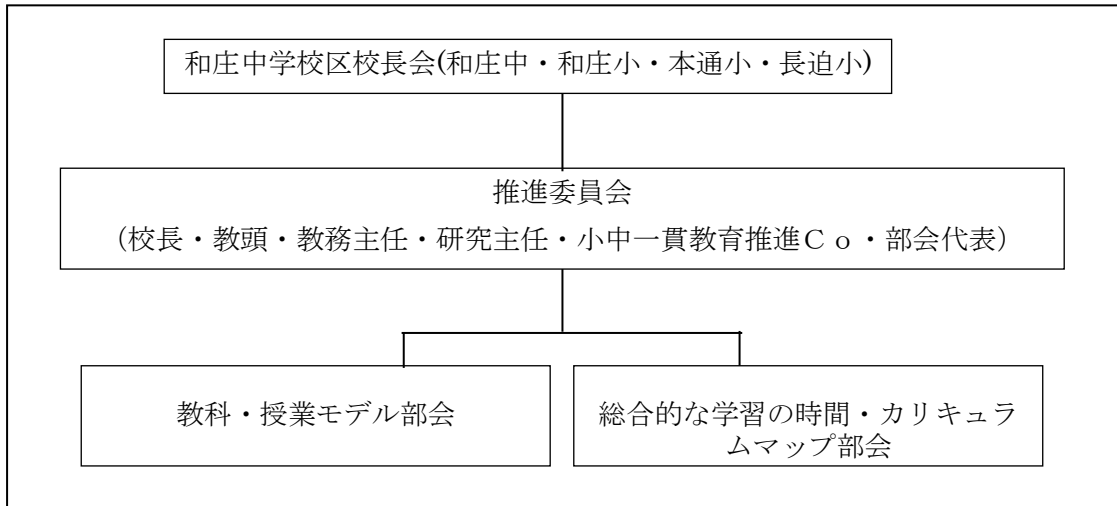 和庄中学校区校長会(和庄中・和庄小・本通小・長迫小)
推進委員会
（校長・教頭・教務主任・研究主任・小中一貫教育推進Ｃｏ・部会代表）
教科・授業モデル部会
総合的な学習の時間・カリキュラ
ムマップ部会